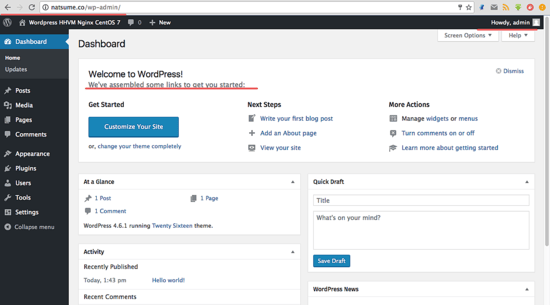 natsume.co/wp-admin/
Wordpress HHVM Nginx CentOS 7
0
+ New
Howdy, admin
Dashboard
Home
Updates
Posts
Media
Pages
Comments
Appearance
Plugins
Users
Tools
Settings
Collapse menu
Dashboard
Screen Options
Help
Welcome to WordPress!
We've assembled some links to get you started:
Dismiss
Get Started
Customize Your Site
or, change your theme completely
Next Steps
Write your first blog post
Add an About page
View your site
More Actions
Manage widgets or menus
Turn comments on or off
Learn more about getting started
At a Glance
1 Post
1 Page
1 Comment
WordPress 4.6.1 running Twenty Sixteen theme.
Activity
Recently Published
Today, 1:43 pm
Hello world!
Recent Comments
Quick Draft
Title
What's on your mind?
Save Draft
WordPress News